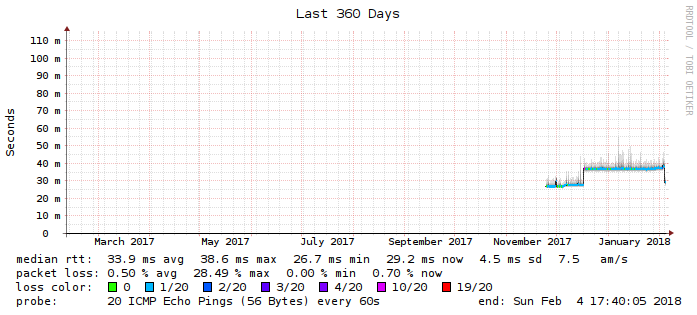 Last 360 Days
RRDTOOL / TOBI OETIKER
Seconds
110 m
100 m
90 m
80 m
70 m
60 m
50 m
40 m
30 m
20 m
10 m
0
March 2017 May 2017 July 2017 September 2017 November 2017 January 2018
median rtt: 33.9 ms avg 38.6 ms max 26.7 ms min 29.2 ms now 4.5 ms sd 7.5 am/s
packet loss: 0.50 % avg 28.49 % max 0.00 % min 0.70 % now
loss color: 0 1/20 2/20 3/20 4/20 10/20 19/20
probe: 20 ICMP Echo Pings (56 Bytes) every 60s end: Sun Feb 4 17:40:05 2018